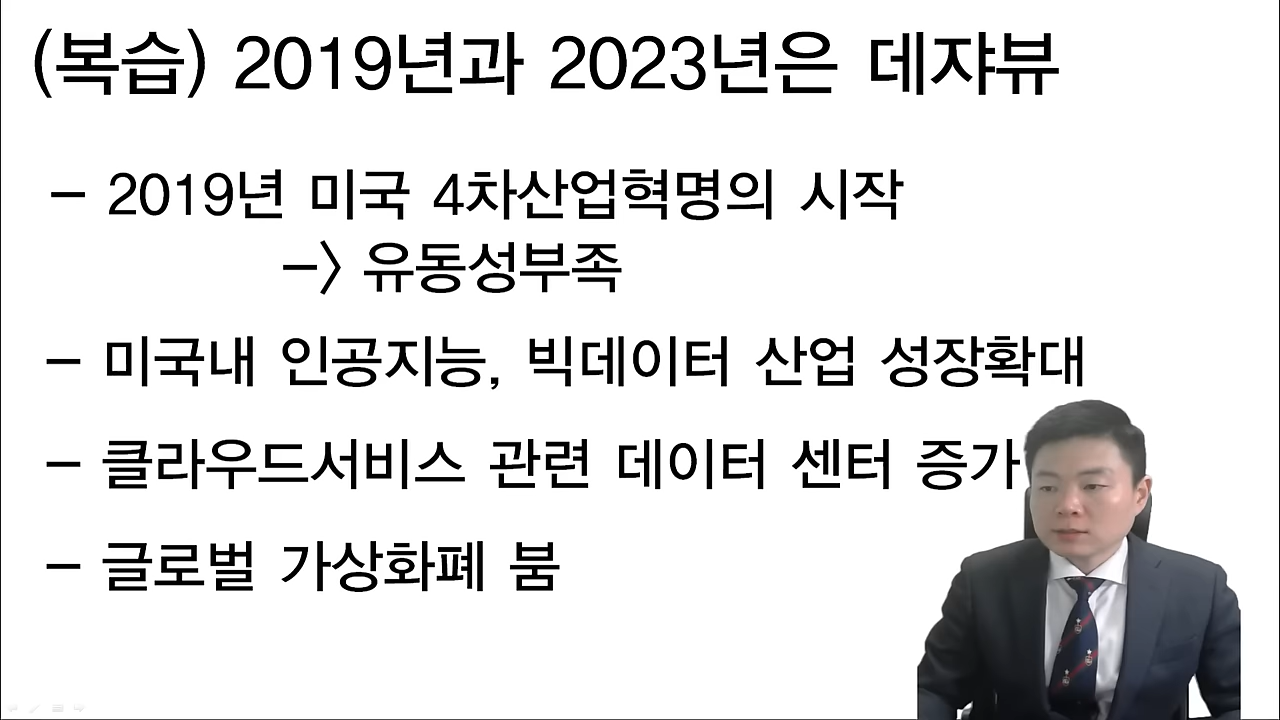 (복습) 2019년과 2023년은 데쟈뷰
- 2019년 미국 4차산업혁명의 시작
-> 유동성부족
- 미국내 인공지능, 빅데이터 산업 성장확대
- 클라우드서비스 관련 데이터 센터 증가
- 글로벌 가상화폐 붐